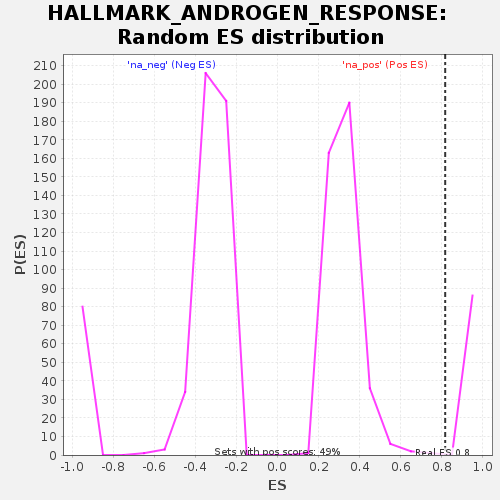 HALLMARK_ANDROGEN_RESPONSE:
Random ES distribution
'na_neg' (Neg ES)
'na_pos' (Pos ES)
P(ES)
210
200
190
180
170
160
150
140
130
120
110
100
90
80
70
60
50
40
30
20
10
0
Sets with pos scores: 49%
Real ES 0.8
-1.0 -0.8 -0.6 -0.4 -0.2 0.0 0.2 0.4 0.6 0.8 1.0
ES